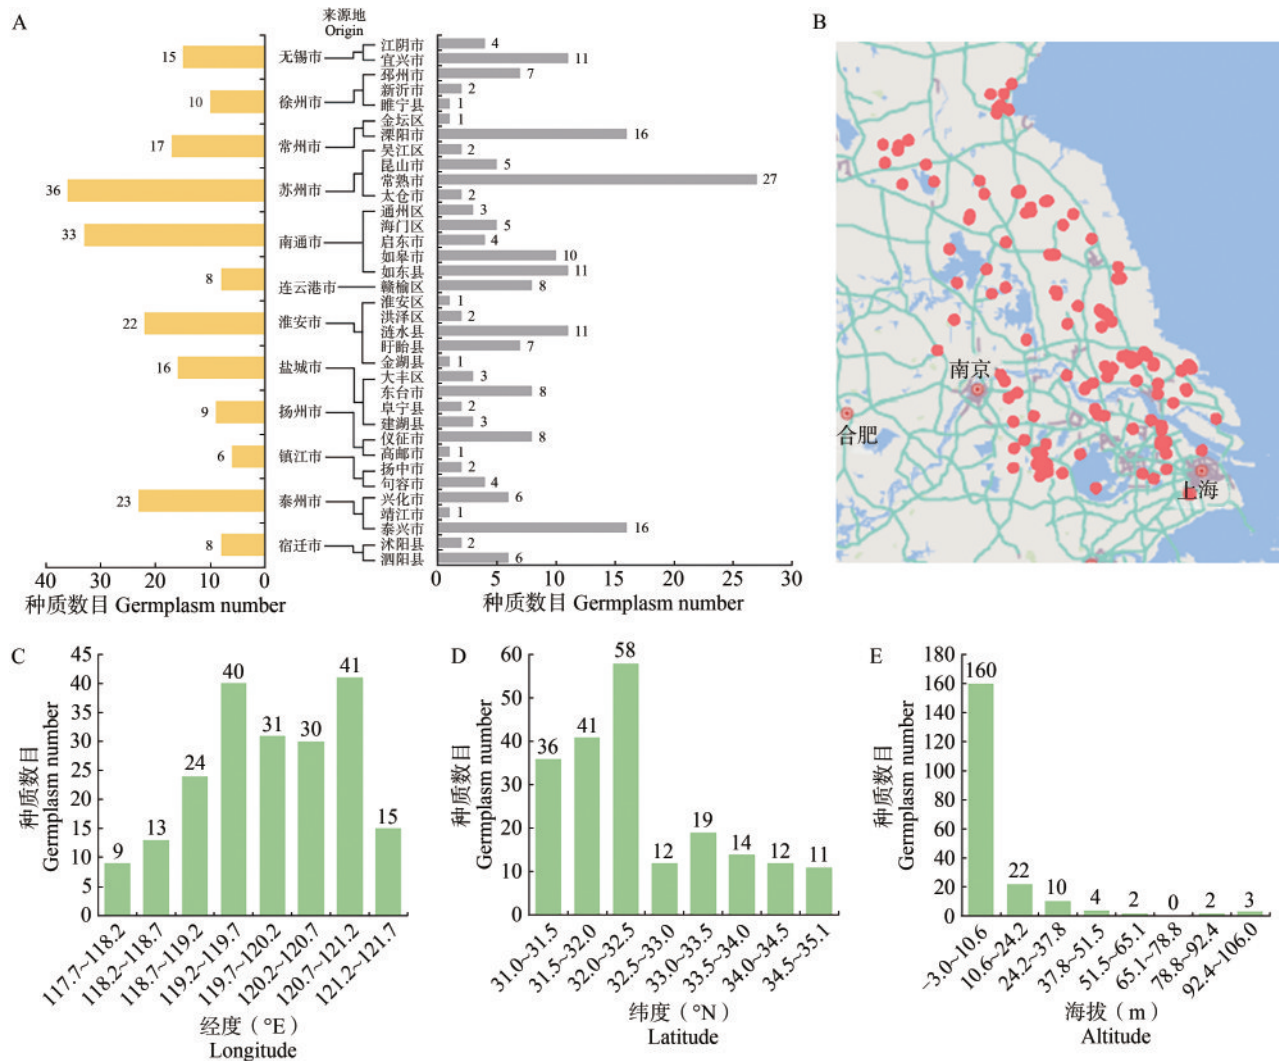 A
来源地
Origin
15
10
17
36
33
8
22
16
9
6
23
8
无锡市
徐州市
常州市
苏州市
南通市
连云港市
淮安市
盐城市
扬州市
镇江市
泰州市
宿迁市
江阴市 4
宜兴市 11
邳州市 7
新沂市 2
睢宁县 1
金坛区 1
溧阳市 16
吴江区 2
昆山市 5
常熟市 27
太仓市 2
通州区 3
海门区 5
启东市 4
如皋市 10
如东县 11
赣榆区 8
淮安区 1
洪泽区 2
涟水县 11
盱眙县 7
金湖县 1
大丰区 3
东台市 8
阜宁县 2
建湖县 3
仪征市 8
高邮市 1
扬中市 2
句容市 4
兴化市 6
靖江市 1
泰兴市 16
沭阳县 2
泗阳县 6
40 20 10 0
0 5 10 15 20 25 30
种质数目 Germplasm number
种质数目 Germplasm number
B
南京
合肥
上海
C
种质数目
Germplasm number
45
40
35
30
25
20
15
10
5
0
9 13 24 40 31 30 41 15
117.7~118.2
118.2~118.7
118.7~119.2
119.2~119.7
119.7~120.2
120.2~120.7
120.7~121.2
121.2~121.7
经度（°E）
Longitude
D
种质数目
Germplasm number
60
50
40
30
20
10
0
36 41 58 12 19 14 12 11
31.0~31.5
31.5~32.0
32.0~32.5
32.5~33.0
33.0~33.5
33.5~34.0
34.0~34.5
34.5~35.1
纬度（°N）
Latitude
E
种质数目
Germplasm number
180
160
140
120
100
80
60
40
20
0
160 22 10 4 2 0 2 3
−3.0~10.6
10.6~24.2
24.2~37.8
37.8~51.5
51.5~65.1
65.1~78.8
78.8~92.4
92.4~106.0
海拔（m）
Altitude